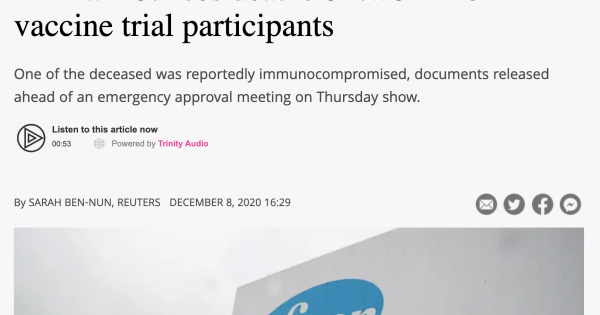 vaccine trial participants
One of the deceased was reportedly immunocompromised, documents released
ahead of an emergency approval meeting on Thursday show.
Listen to this article now
00:53 Powered by Trinity Audio
By SARAH BEN-NUN, REUTERS DECEMBER 8, 2020 16:29